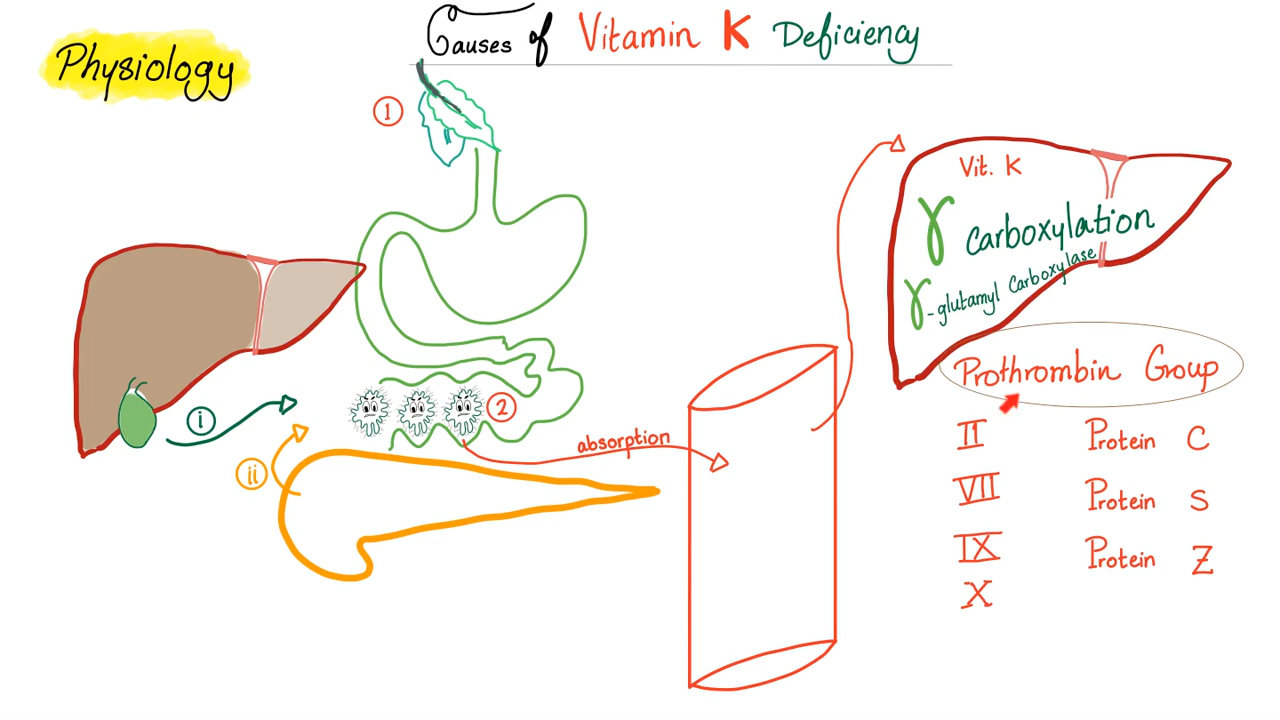 Causes of Vitamin K Deficiency
Physiology
1
Vit. K
γ carboxylation
γ-glutamyl Carboxylase
i
2
ii
absorption
Prothrombin Group
II Protein C
VII Protein S
IX Protein Z
X